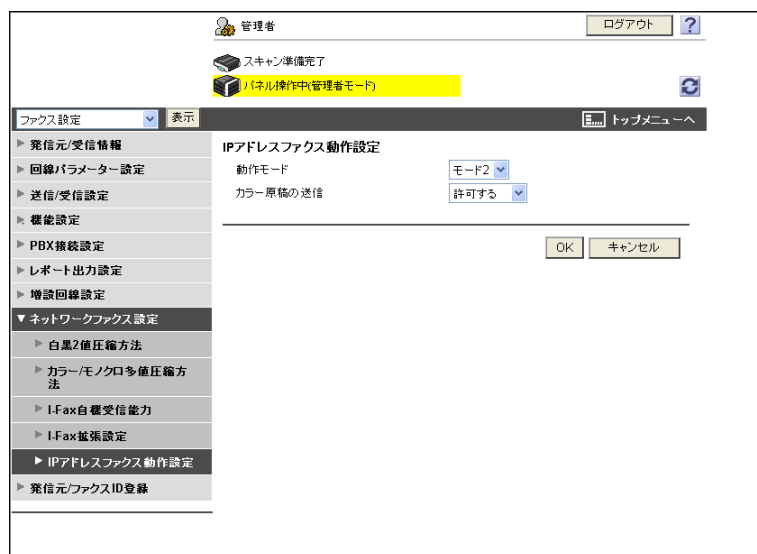 管理者
ログアウト
?
スキャン準備完了
パネル操作中(管理者モード)
ファクス設定
表示
トップメニューへ
発信元/受信情報
回線パラメーター設定
送信/受信設定
機能設定
PBX接続設定
レポート出力設定
増設回線設定
ネットワークファクス設定
白黒2値圧縮方法
カラー/モノクロ多値圧縮方
法
I-Fax自機受信能力
I-Fax拡張設定
IPアドレスファクス動作設定
発信元/ファクスID登録
IPアドレスファクス動作設定
動作モード
モード2
カラー原稿の送信
許可する
OK
キャンセル